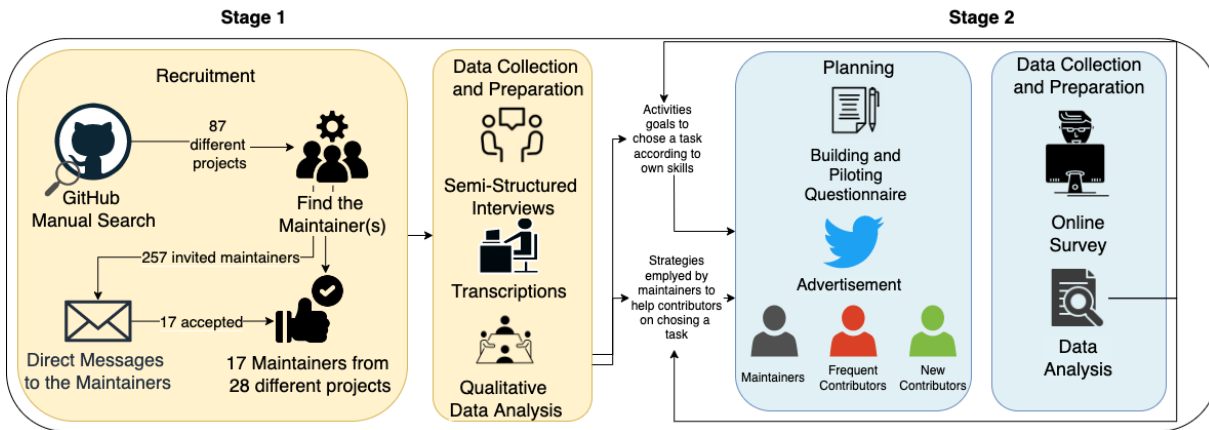 Stage 1
Stage 2
Recruitment
87
different
projects
GitHub
Manual Search
Find the
Maintainer(s)
257 invited maintainers
17 accepted
Direct Messages
to the Maintainers
17 Maintainers from
28 different projects
Data Collection
and Preparation
Semi-Structured
Interviews
Transcriptions
Qualitative
Data Analysis
Activities
goals to
chose a task
according to
own skills
Strategies
emplyed by
maintainers to
help contributors
on chosing a
task
Planning
Building and
Piloting
Questionnaire
Advertisement
Maintainers
Frequent
Contributors
New
Contributors
Data Collection
and Preparation
Online
Survey
Data
Analysis